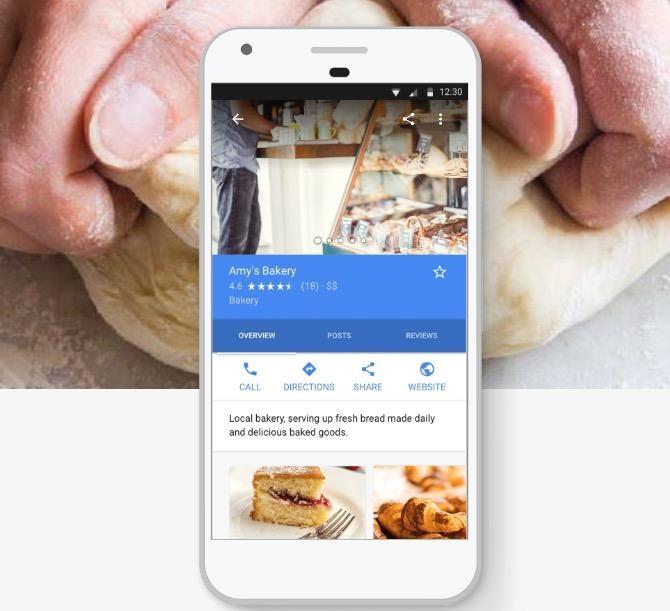 12:30
Amy's Bakery
4.6 ★★★★★ (18) · $$
Bakery
OVERVIEW POSTS REVIEWS
CALL DIRECTIONS SHARE WEBSITE
Local bakery, serving up fresh bread made daily
and delicious baked goods.